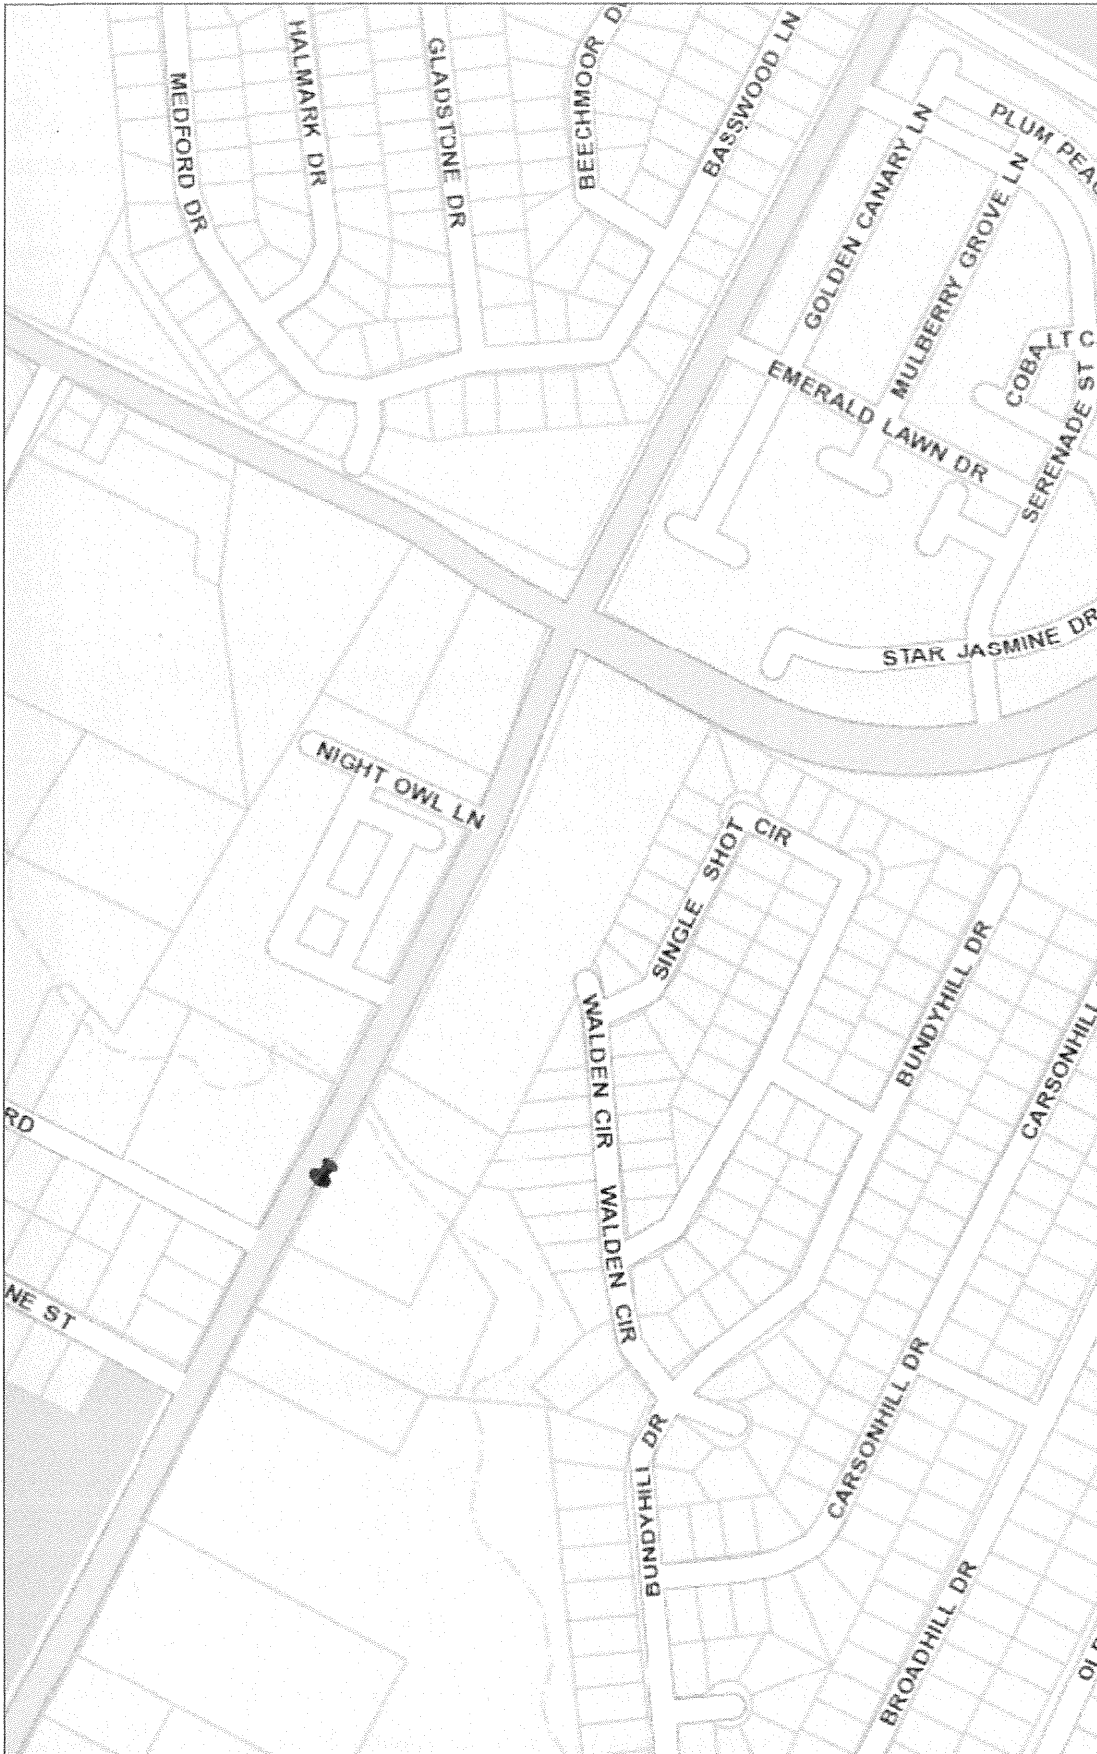 MEDFORD DR
HALMARK DR
GLADSTONE DR
BEECHMOOR
BASSWOOD LN
GOLDEN CANARY LN
PLUM
MULBERRY GROVE LN
COBALT C
EMERALD LAWN DR
SERENADE ST
STAR JASMINE DR
NIGHT OWL LN
SINGLE SHOT CIR
BUNDYHILL DR
CARSONHILL
WALDEN CIR
WALDEN CIR
RD
NE ST
BUNDYHILL DR
CARSONHILL DR
BROADHILL DR